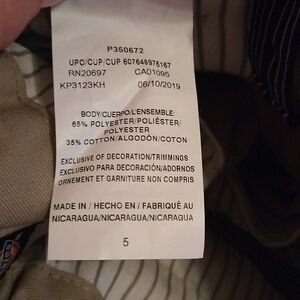 P350672
UPC/CUP/CUP 607645976167
RN20697 CA01095
KP3123KH 06/10/2019
BODY/CUERPO/L'ENSEMBLE:
65% POLYESTER/POLIÉSTER/
POLYESTER
35% COTTON/ALGODÓN/COTON
EXCLUSIVE OF DECORATION/TRIMMINGS
EXCLUSIVO PARA DECORACIÓN/ADORNOS
ORNEMENT ET GARNITURE NON COMPRIS
MADE IN / HECHO EN / FABRIQUÉ AU
NICARAGUA/NICARAGUA/NICARAGUA
5